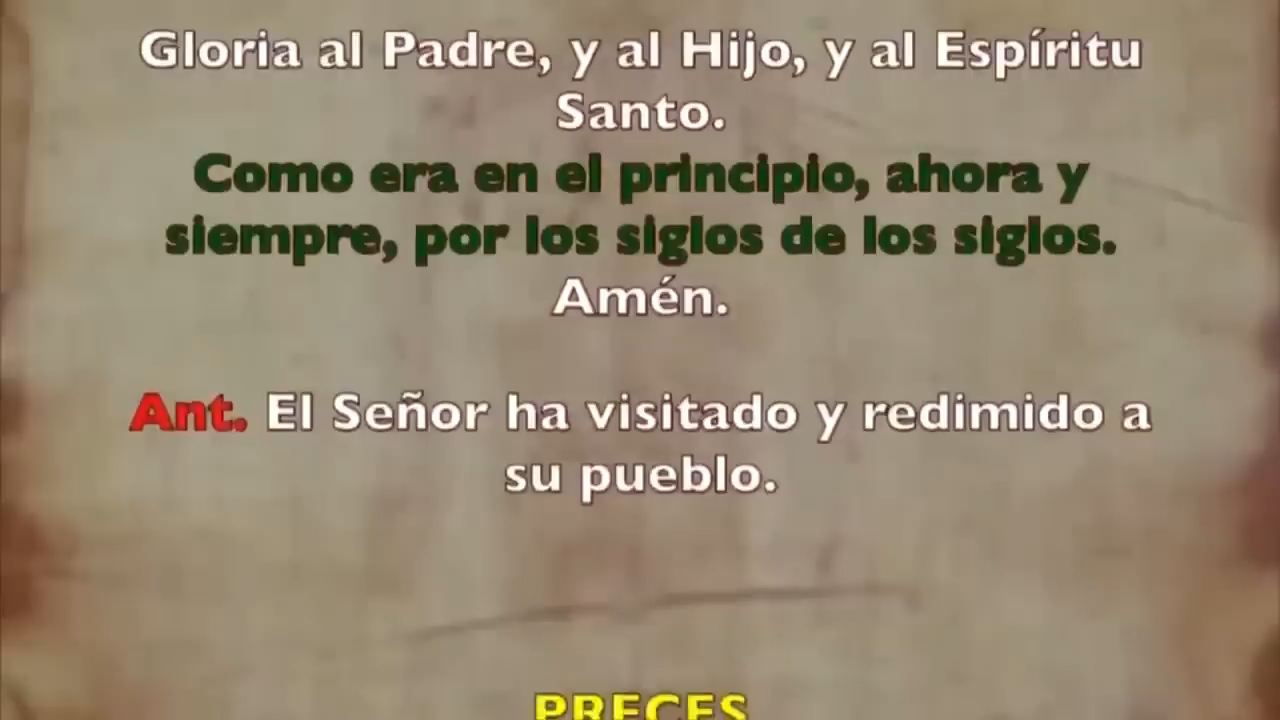 Gloria al Padre, y al Hijo, y al Espíritu
Santo.
Como era en el principio, ahora y
siempre, por los siglos de los siglos.
Amén.
Ant. El Señor ha visitado y redimido a
su pueblo.
PRECES